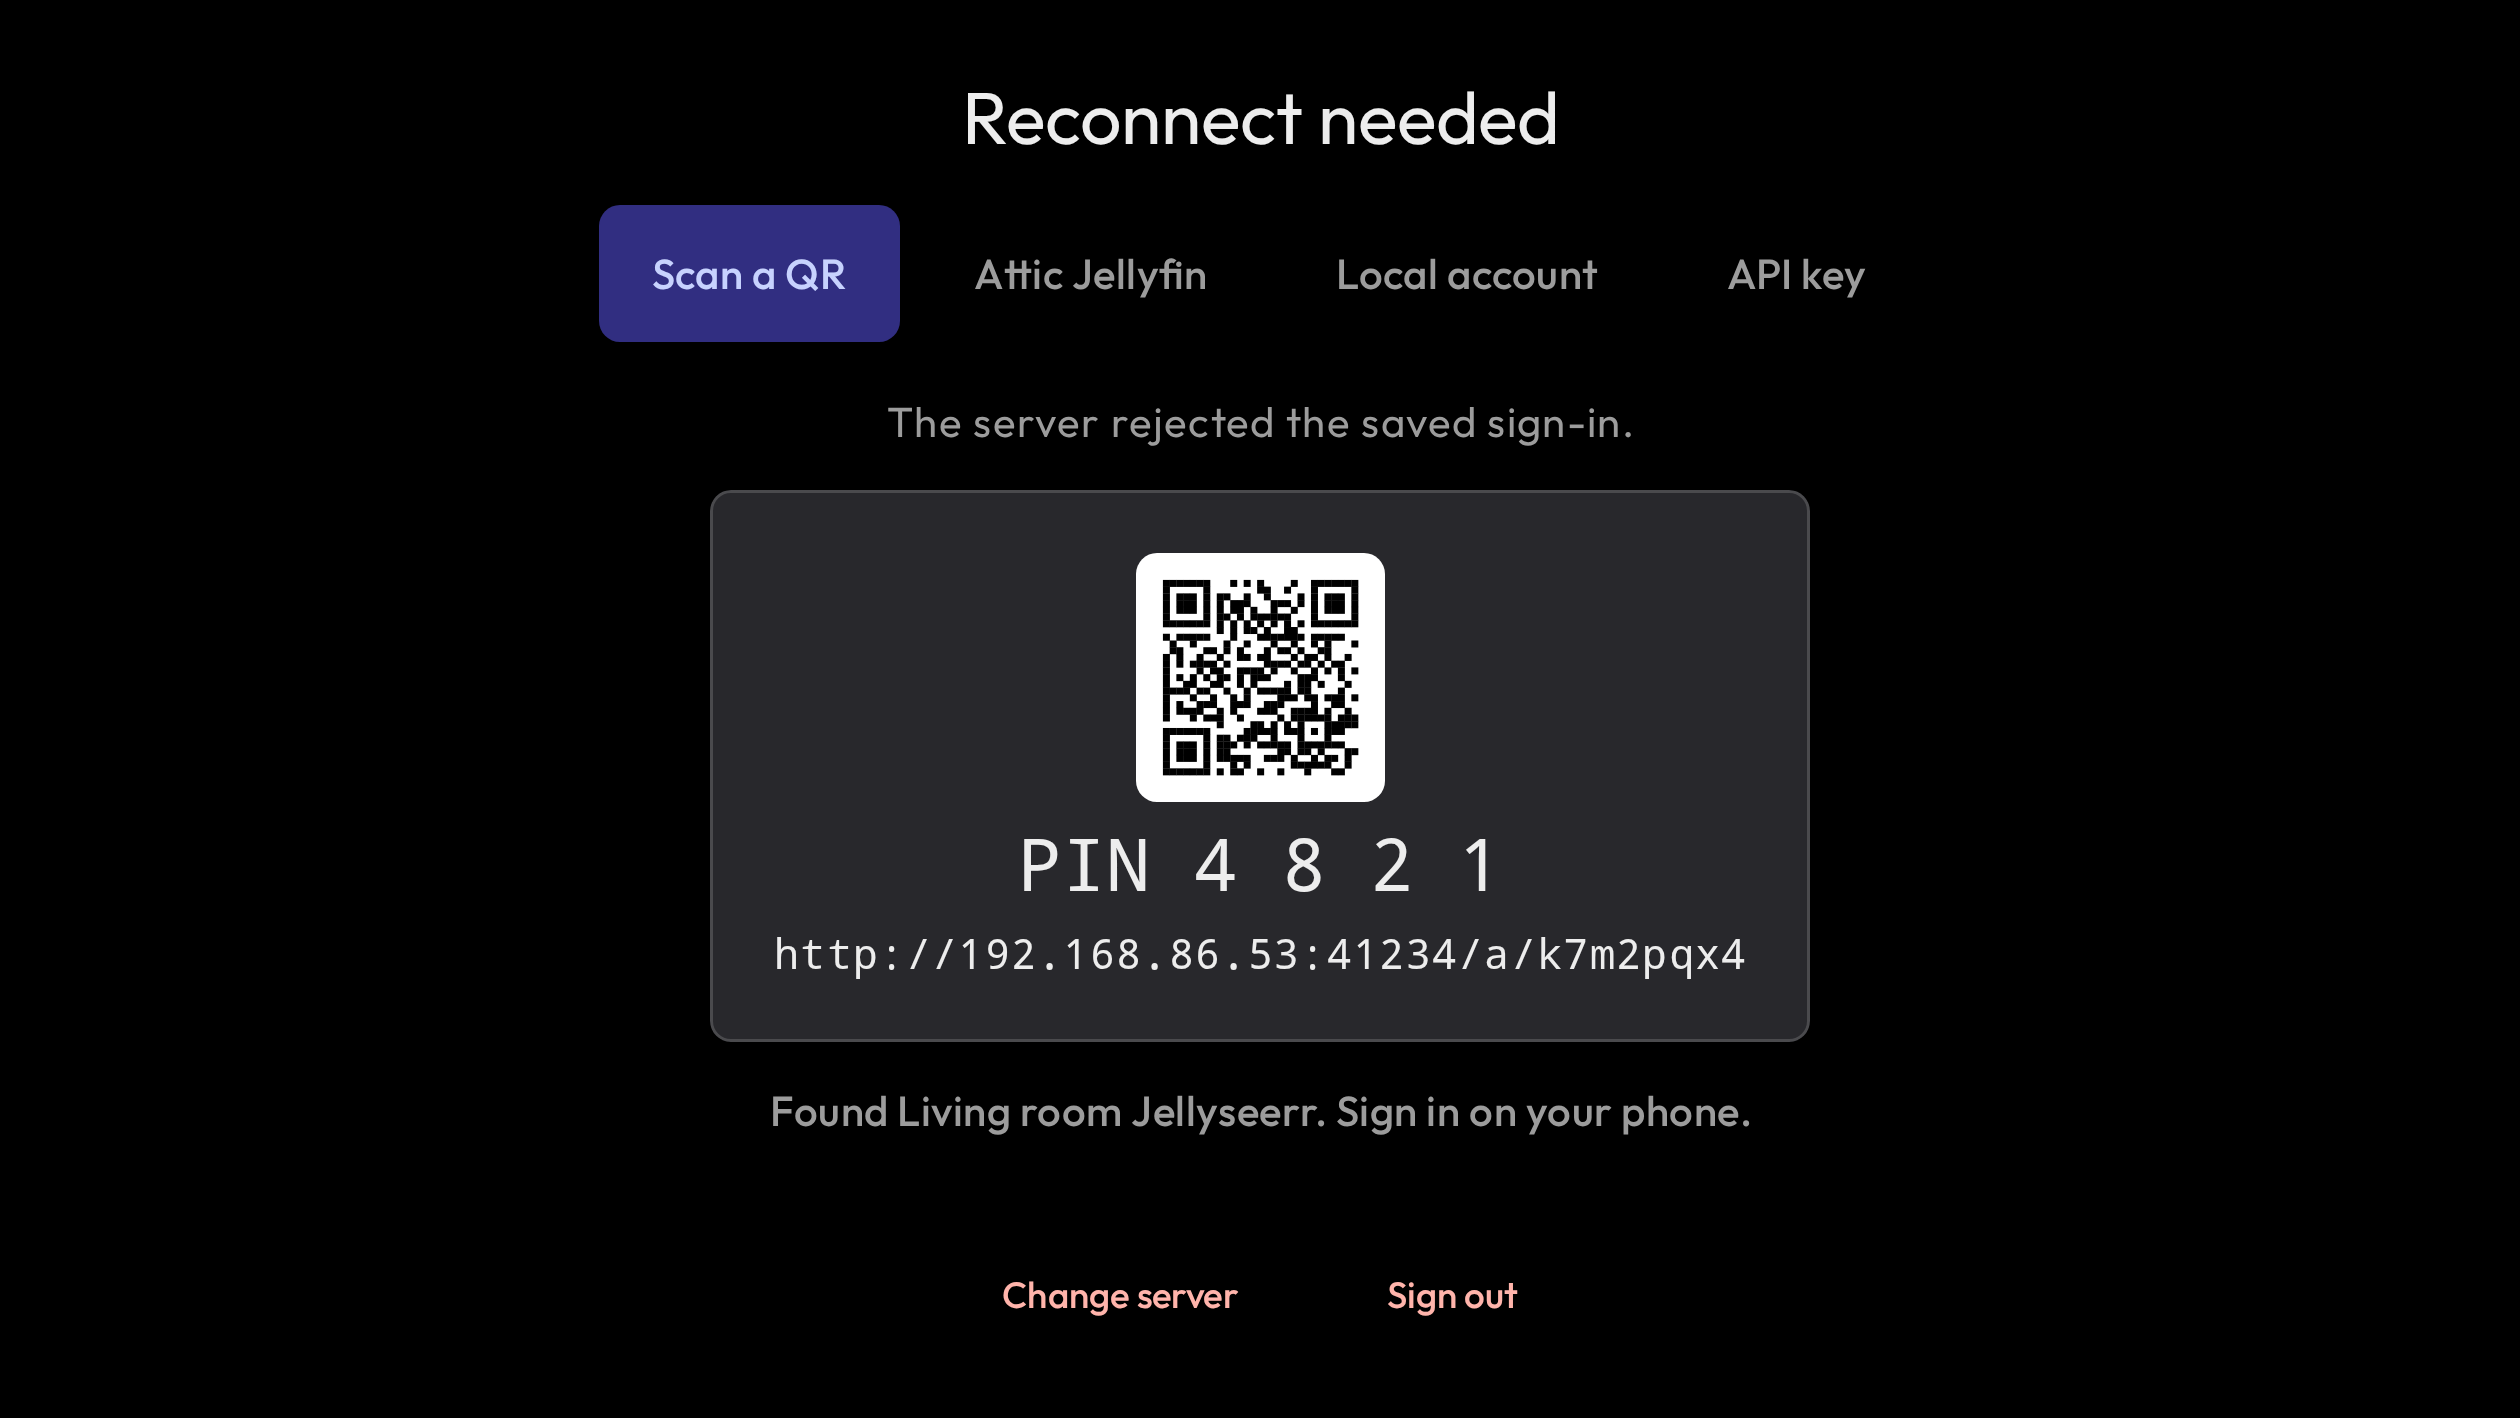 Reconnect needed
Scan a QR Attic Jellyfin Local account API key
The server rejected the saved sign-in.
PIN 4 8 2 1
http://192.168.86.53:41234/a/k7m2pqx4
Found Living room Jellyseerr. Sign in on your phone.
Change server Sign out